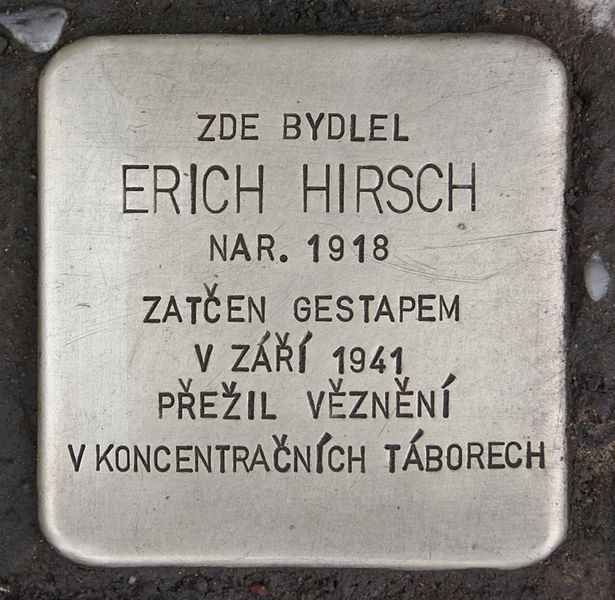 ZDE BYDLEL
ERICH HIRSCH
NAR. 1918
ZATČEN GESTAPEM
V ZÁŘÍ 1941
PŘEŽIL VĚZNĚNÍ
V KONCENTRAČNÍCH TÁBORECH